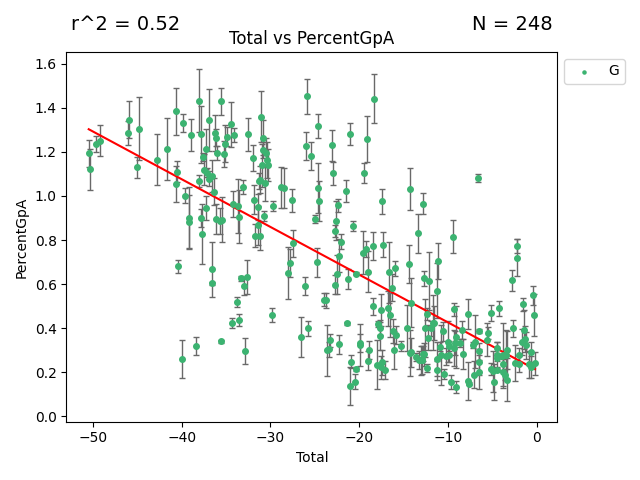 r^2 = 0.52
N = 248
Total vs PercentGpA
G
PercentGpA
1.6
1.4
1.2
1.0
0.8
0.6
0.4
0.2
0.0
−50
−40
−30
−20
−10
0
Total